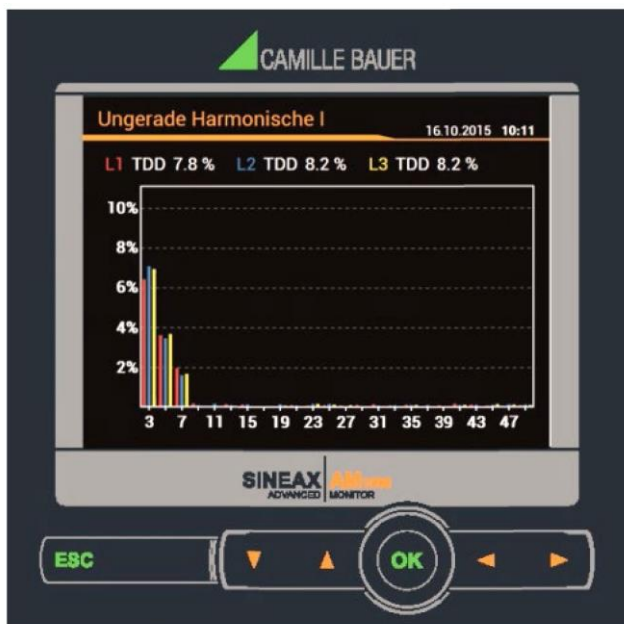 CAMILLE BAUER
Ungerade Harmonische I
16.10.2015 10:11
L1 TDD 7.8 % L2 TDD 8.2 % L3 TDD 8.2 %
10%
8%
6%
4%
2%
3 7 11 15 19 23 27 31 35 39 43 47
SINEAX
ADVANCED MONITOR
ESC
OK